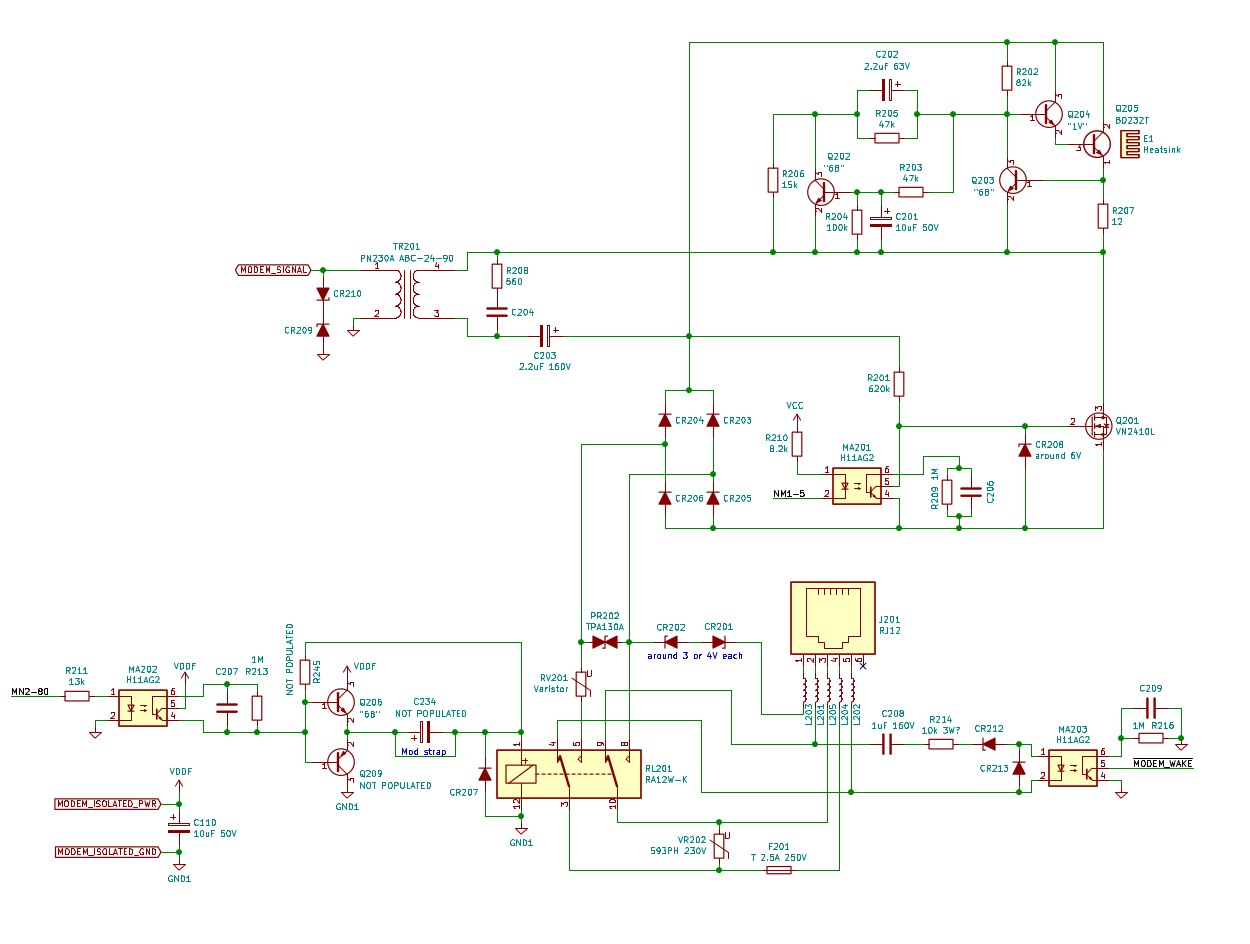 C202
2.2uF 63V
R202
82k
R205
47k
Q204
"1V"
Q205
BD232T
E1
Heatsink
Q202
"6B"
R203
47k
Q203
"6B"
R206
15k
R204
100k
C201
10uF 50V
R207
12
TR201
PN230A ABC-24-90
MODEM_SIGNAL
CR210
CR209
R208
560
C204
C203
2.2uF 160V
R201
620k
CR204
CR203
VCC
R210
8.2k
MA201
H11AG2
NM1-5
CR206
CR205
R209 1M
C206
CR208
around 6V
Q201
VN2410L
PR202
TPA130A
CR202
CR201
around 3 or 4V each
J201
RJ12
RV201
Varistor
L203
L201
L205
L204
L202
MN2-80
R211
13k
MA202
H11AG2
VDDF
C207
1M
R213
NOT POPULATED
R245
VDDF
Q206
"6B"
C234
NOT POPULATED
Mod strap
Q209
NOT POPULATED
GND1
CR207
RL201
RA12W-K
GND1
C208
1uF 160V
R214
10k 3W?
CR212
CR213
MA203
H11AG2
C209
1M R216
MODEM_WAKE
VDDF
MODEM_ISOLATED_PWR
C110
10uF 50V
MODEM_ISOLATED_GND
GND1
VR202
593PH 230V
F201
T 2.5A 250V